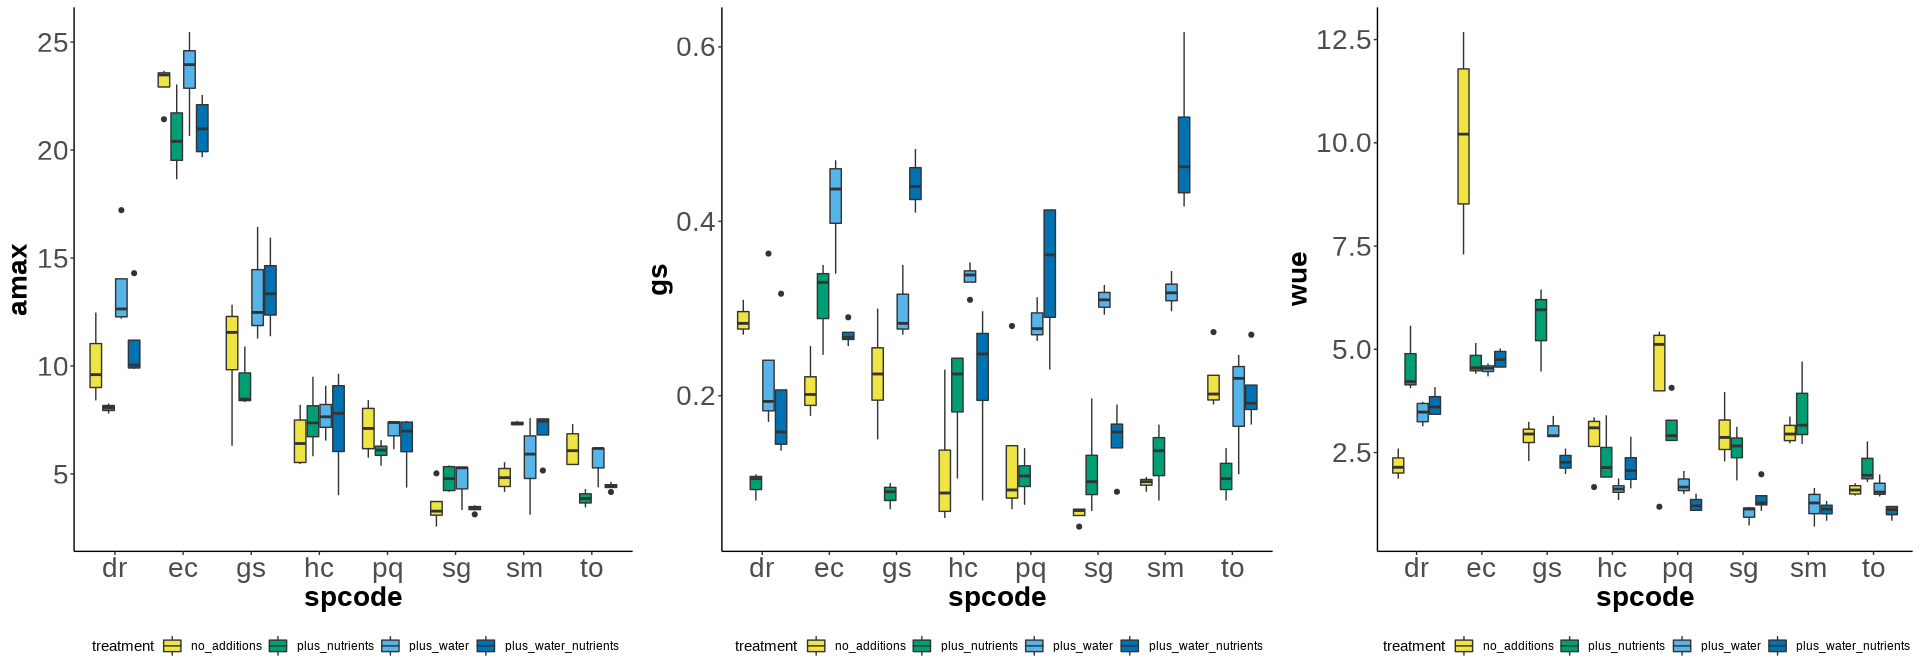 25
20
15
10
5
amax
dr ec gs hc pq sg sm to
spcode
treatment no_additions plus_nutrients plus_water plus_water_nutrients
0.6
0.4
0.2
gs
dr ec gs hc pq sg sm to
spcode
treatment no_additions plus_nutrients plus_water plus_water_nutrients
12.5
10.0
7.5
5.0
2.5
wue
dr ec gs hc pq sg sm to
spcode
treatment no_additions plus_nutrients plus_water plus_water_nutrients